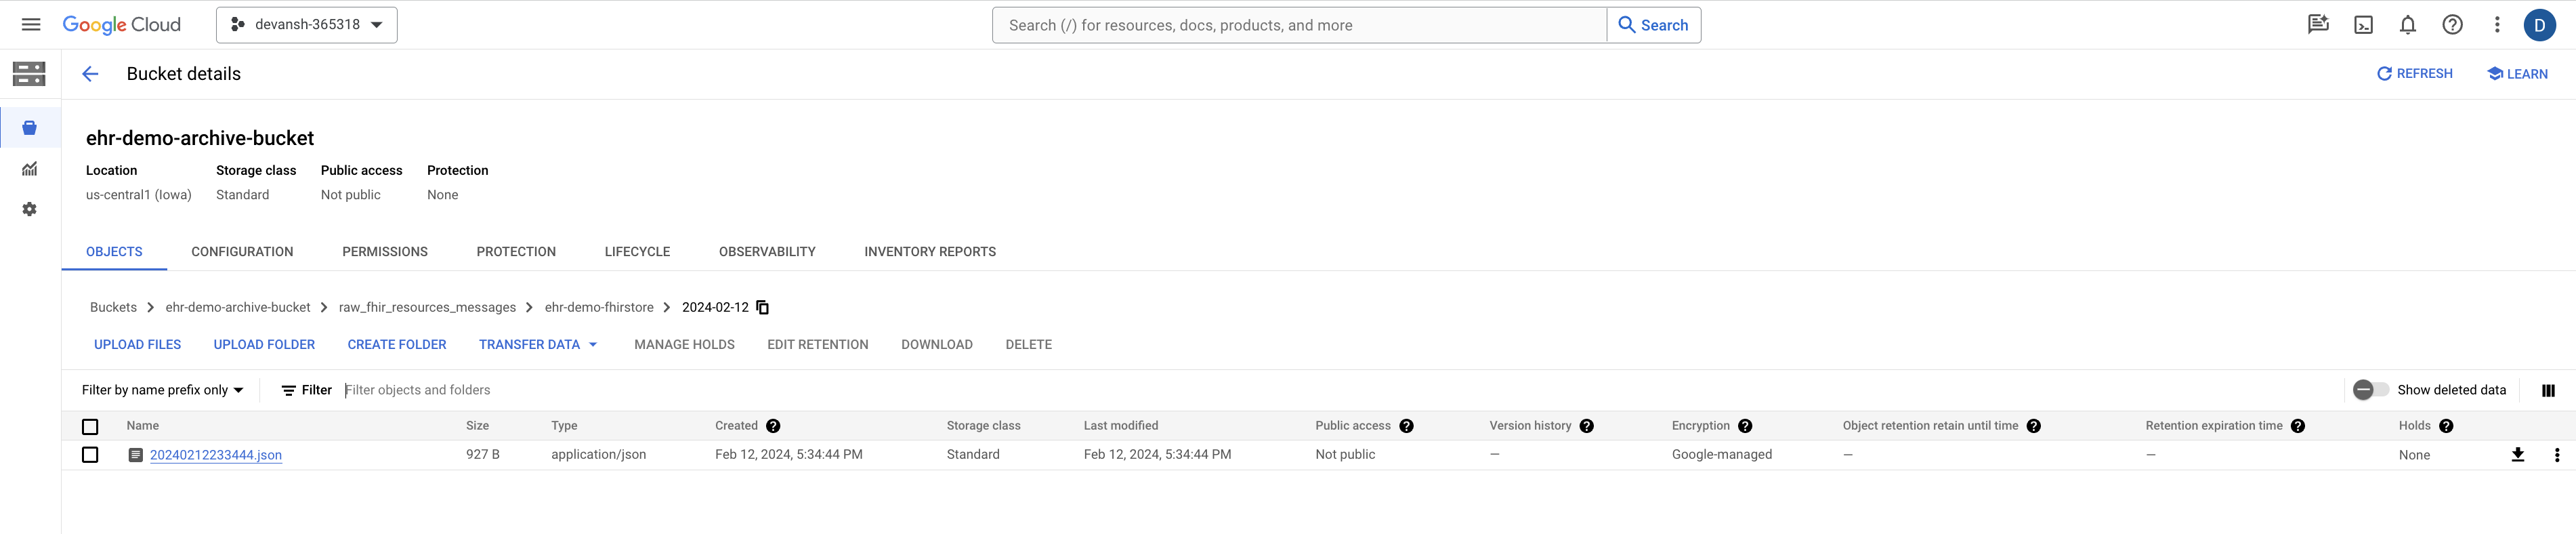 Google Cloud devansh-365318 Search (/) for resources, docs, products, and more Search D
Bucket details REFRESH LEARN
ehr-demo-archive-bucket
Location Storage class Public access Protection
us-central1 (Iowa) Standard Not public None
OBJECTS CONFIGURATION PERMISSIONS PROTECTION LIFECYCLE OBSERVABILITY INVENTORY REPORTS
Buckets > ehr-demo-archive-bucket > raw_fhir_resources_messages > ehr-demo-fhirstore > 2024-02-12
UPLOAD FILES UPLOAD FOLDER CREATE FOLDER TRANSFER DATA MANAGE HOLDS EDIT RETENTION DOWNLOAD DELETE
Filter by name prefix only Filter Filter objects and folders Show deleted data
Name Size Type Created Storage class Last modified Public access Version history Encryption Object retention retain until time Retention expiration time Holds
20240212233444.json 927 B application/json Feb 12, 2024, 5:34:44 PM Standard Feb 12, 2024, 5:34:44 PM Not public — Google-managed — — None